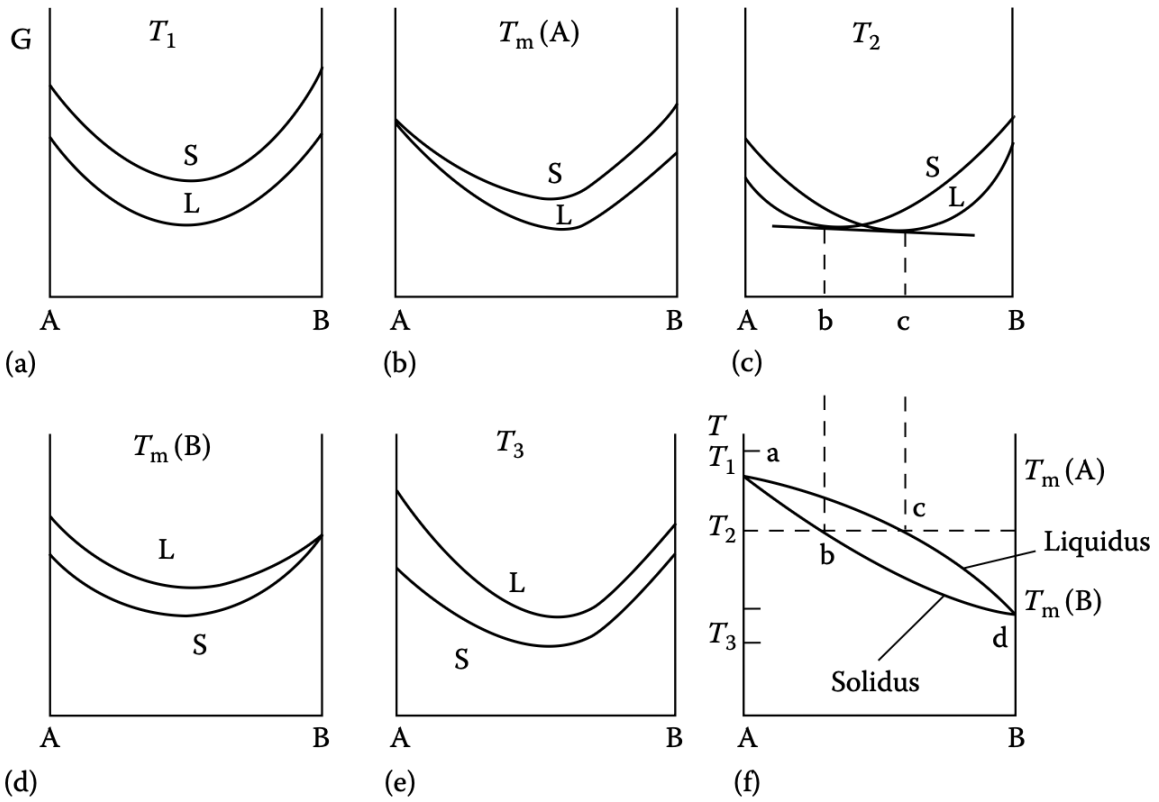 G
T₁
S
L
A B
(a)
Tₘ (A)
S
L
A B
(b)
T₂
S
L
A b c B
(c)
Tₘ (B)
L
S
A B
(d)
T₃
L
S
A B
(e)
T
T₁ a
Tₘ (A)
T₂ c
b
Liquidus
Tₘ (B)
T₃ d
Solidus
A B
(f)